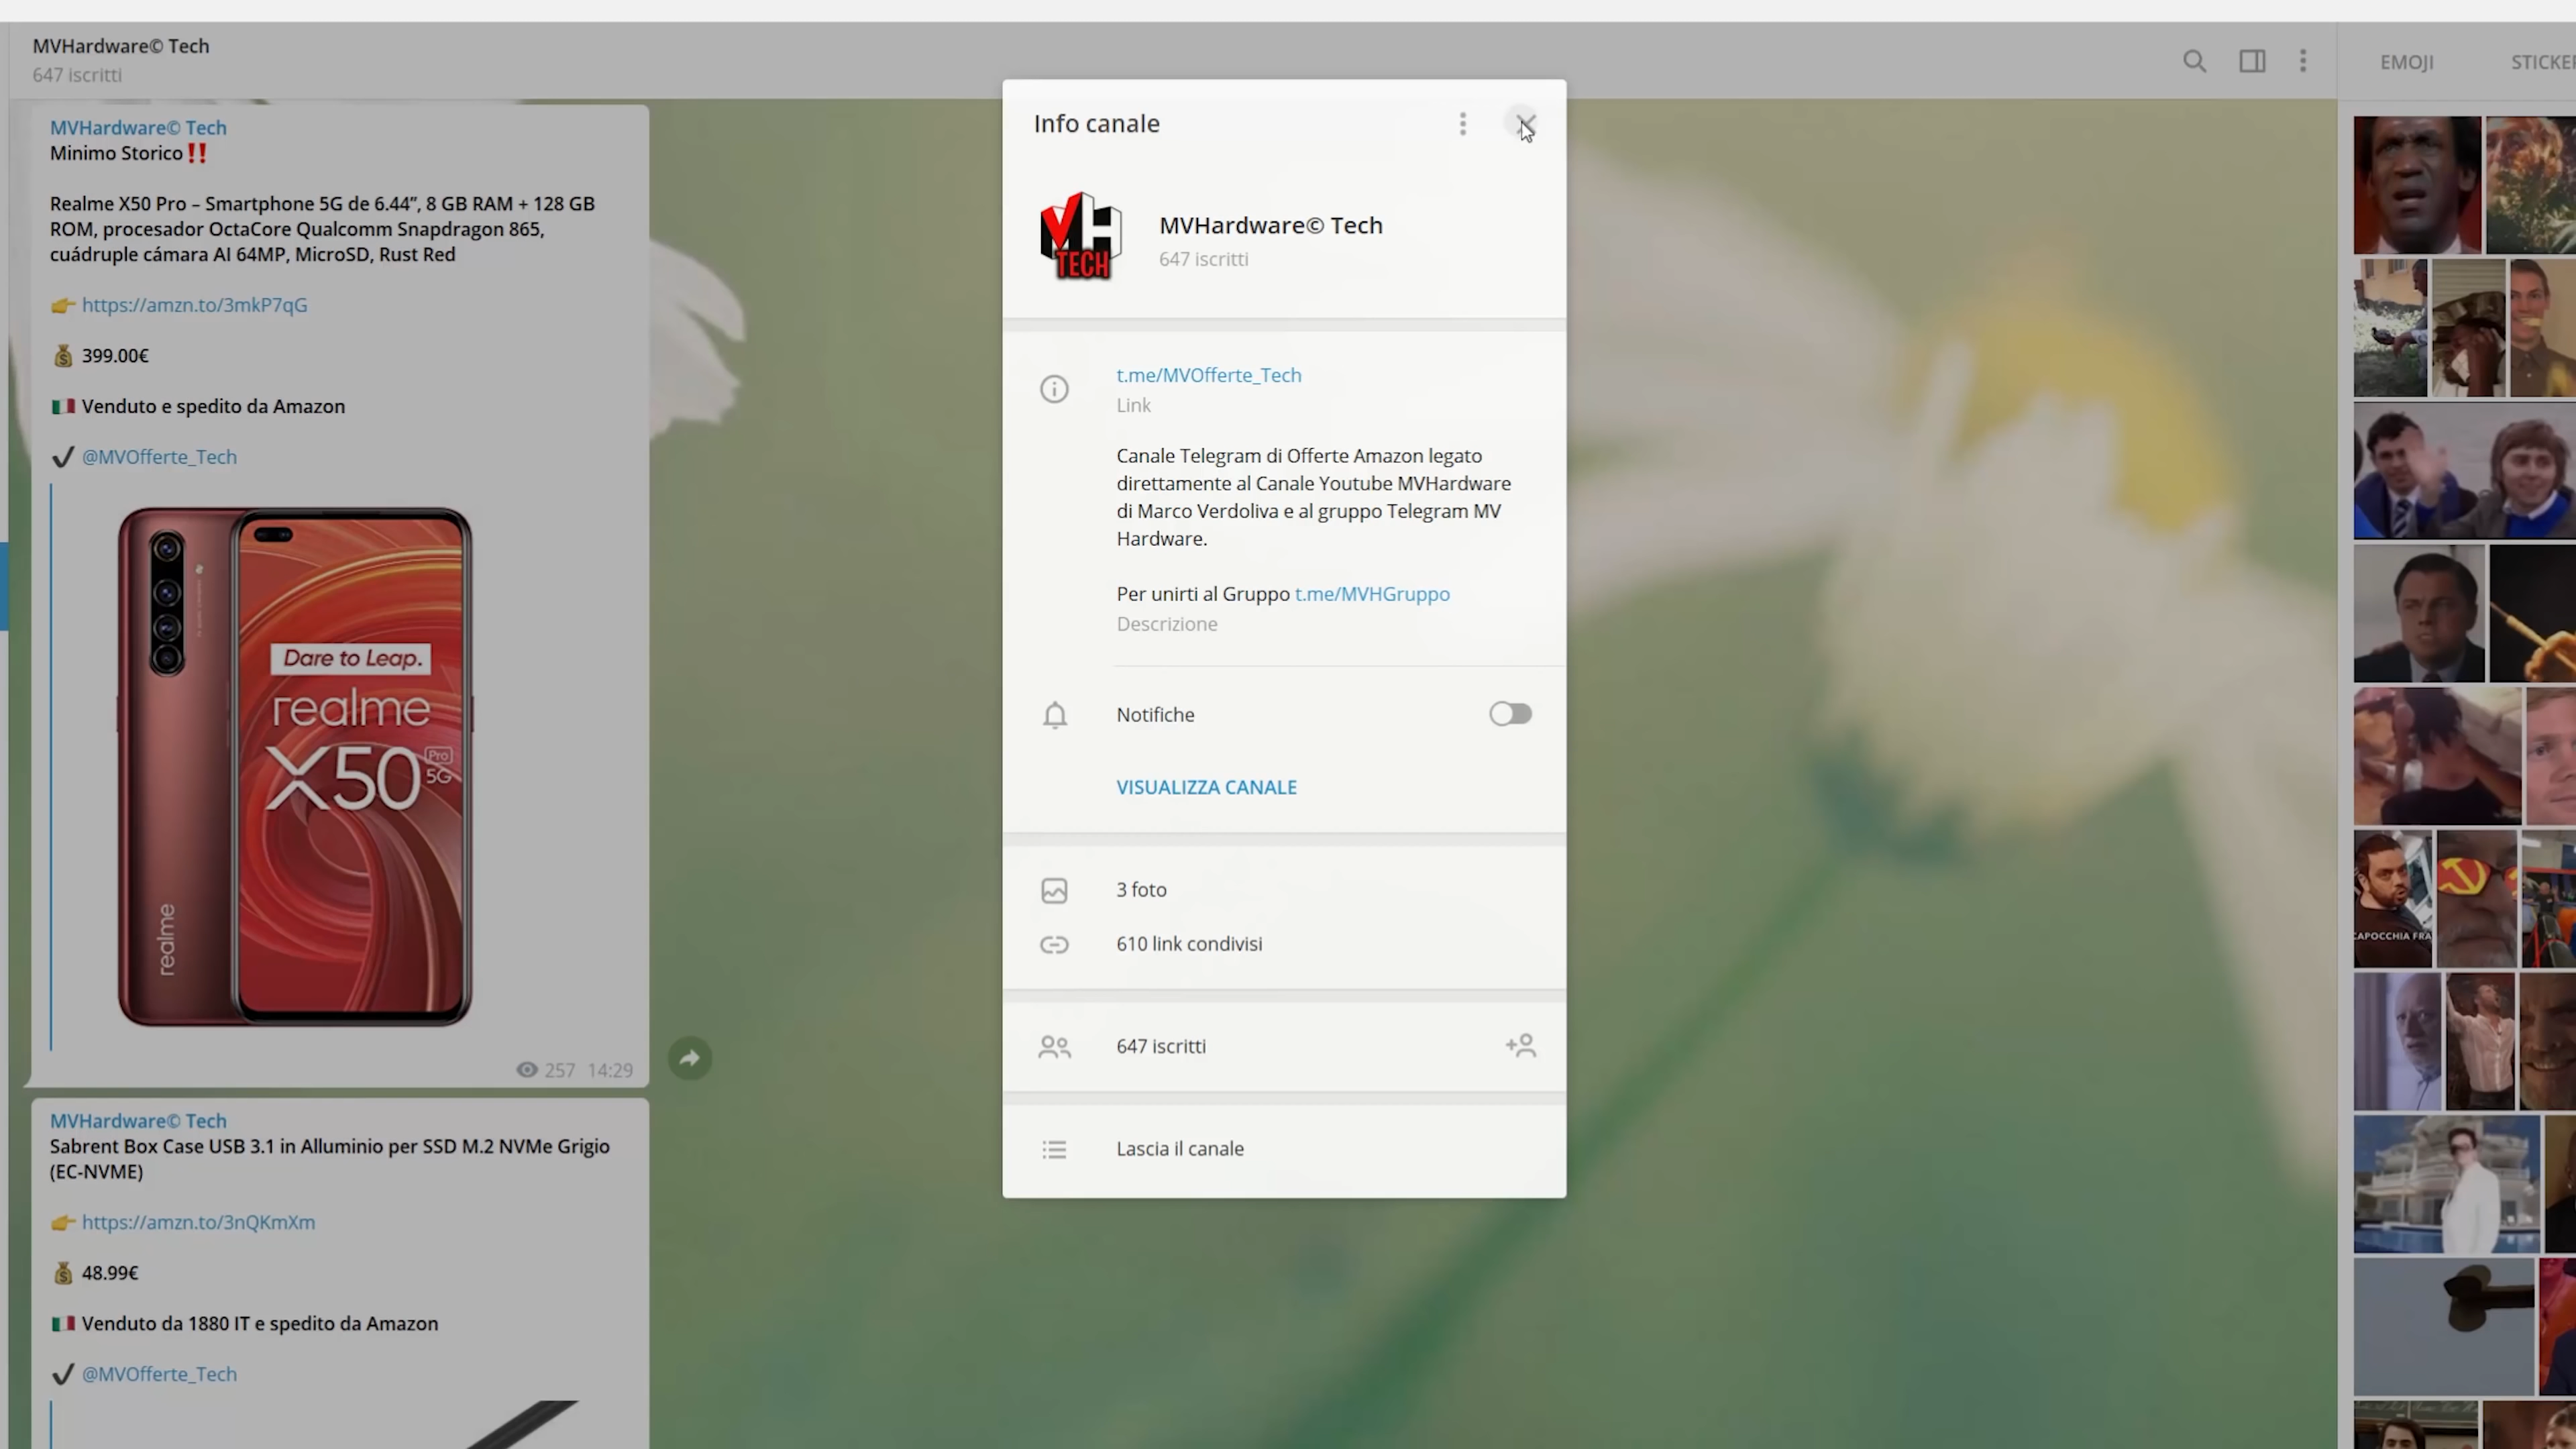 MVHardware© Tech
647 iscritti
EMOJI
MVHardware© Tech
Minimo Storico‼️
Realme X50 Pro – Smartphone 5G de 6.44”, 8 GB RAM + 128 GB
ROM, procesador OctaCore Qualcomm Snapdragon 865,
cuádruple cámara AI 64MP, MicroSD, Rust Red
👉 https://amzn.to/3mkP7qG
💰 399.00€
🇮🇹 Venduto e spedito da Amazon
✔️ @MVOfferte_Tech
Dare to Leap.
realme
X50 Pro 5G
realme
257 14:29
MVHardware© Tech
Sabrent Box Case USB 3.1 in Alluminio per SSD M.2 NVMe Grigio
(EC-NVME)
👉 https://amzn.to/3nQKmXm
💰 48.99€
🇮🇹 Venduto da 1880 IT e spedito da Amazon
✔️ @MVOfferte_Tech
Info canale
MH
TECH
MVHardware© Tech
647 iscritti
t.me/MVOfferte_Tech
Link
Canale Telegram di Offerte Amazon legato
direttamente al Canale Youtube MVHardware
di Marco Verdoliva e al gruppo Telegram MV
Hardware.
Per unirti al Gruppo t.me/MVHGruppo
Descrizione
Notifiche
VISUALIZZA CANALE
3 foto
610 link condivisi
647 iscritti
Lascia il canale
CAPOCCHIA FRA